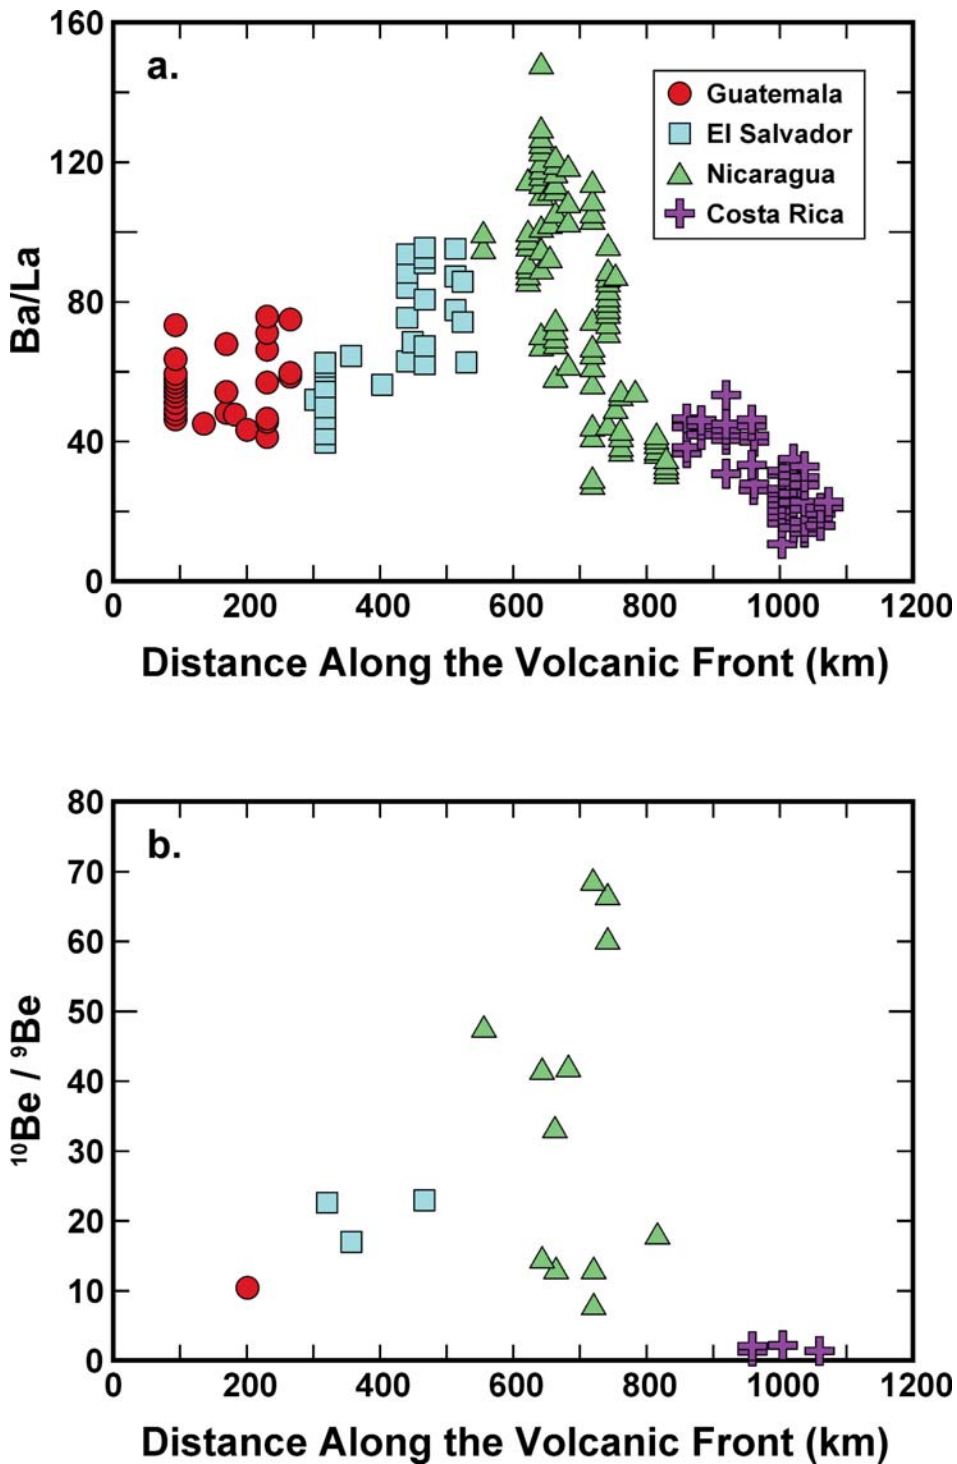 160
a.
Guatemala
El Salvador
Nicaragua
Costa Rica
120
80
40
0
Ba/La
0 200 400 600 800 1000 1200
Distance Along the Volcanic Front (km)
80
b.
70
60
50
40
30
20
10
0
¹⁰Be / ⁹Be
0 200 400 600 800 1000 1200
Distance Along the Volcanic Front (km)